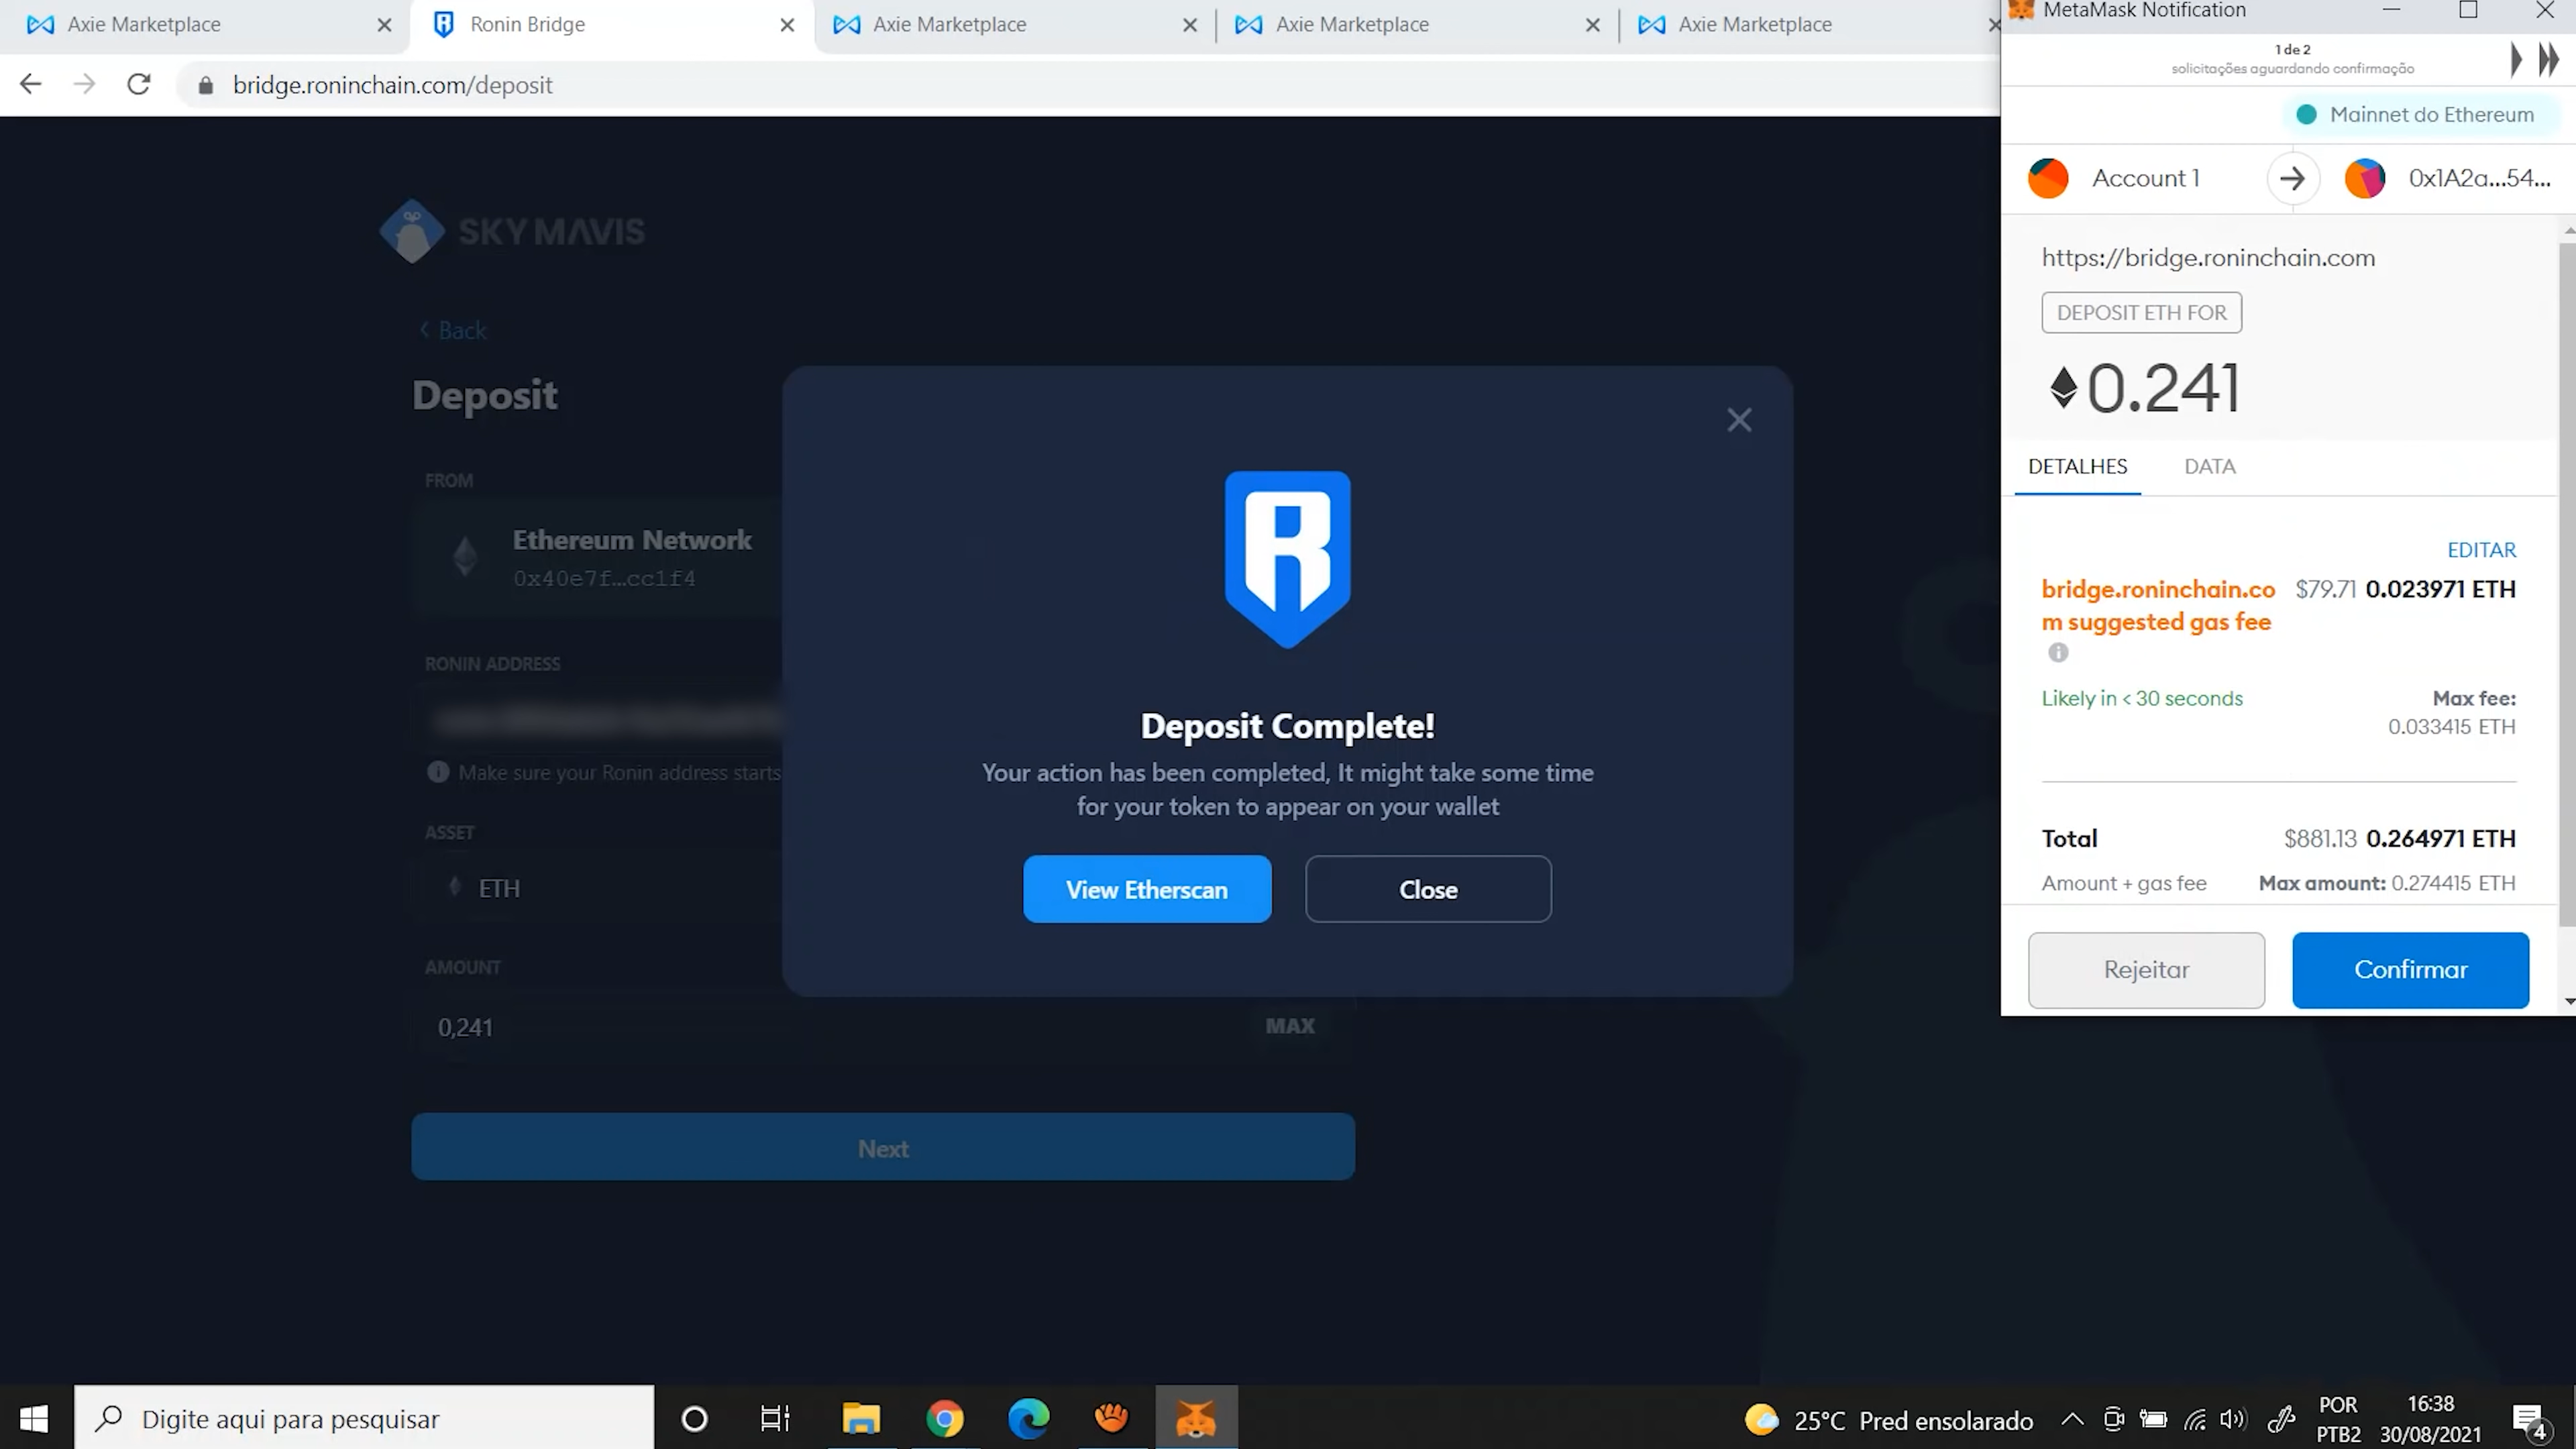 Axie Marketplace
Ronin Bridge
Axie Marketplace
Axie Marketplace
Axie Marketplace
bridge.roninchain.com/deposit
SKY MAVIS
Back
Deposit
FROM
Ethereum Network
0x40e7f…cc1f4
RONIN ADDRESS
Make sure your Ronin address starts
ASSET
ETH
AMOUNT
0,241
MAX
Next
Deposit Complete!
Your action has been completed, It might take some time
for your token to appear on your wallet
View Etherscan
Close
MetaMask Notification
1 de 2
solicitações aguardando confirmação
Mainnet do Ethereum
Account 1
0x1A2a...54...
https://bridge.roninchain.com
DEPOSIT ETH FOR
0.241
DETALHES DATA
EDITAR
bridge.roninchain.co $79.71 0.023971 ETH
m suggested gas fee
Likely in < 30 seconds Max fee:
0.033415 ETH
Total $881.13 0.264971 ETH
Amount + gas fee Max amount: 0.274415 ETH
Rejeitar
Confirmar
Digite aqui para pesquisar
25°C Pred ensolarado
POR
PTB2
16:38
30/08/2021
4